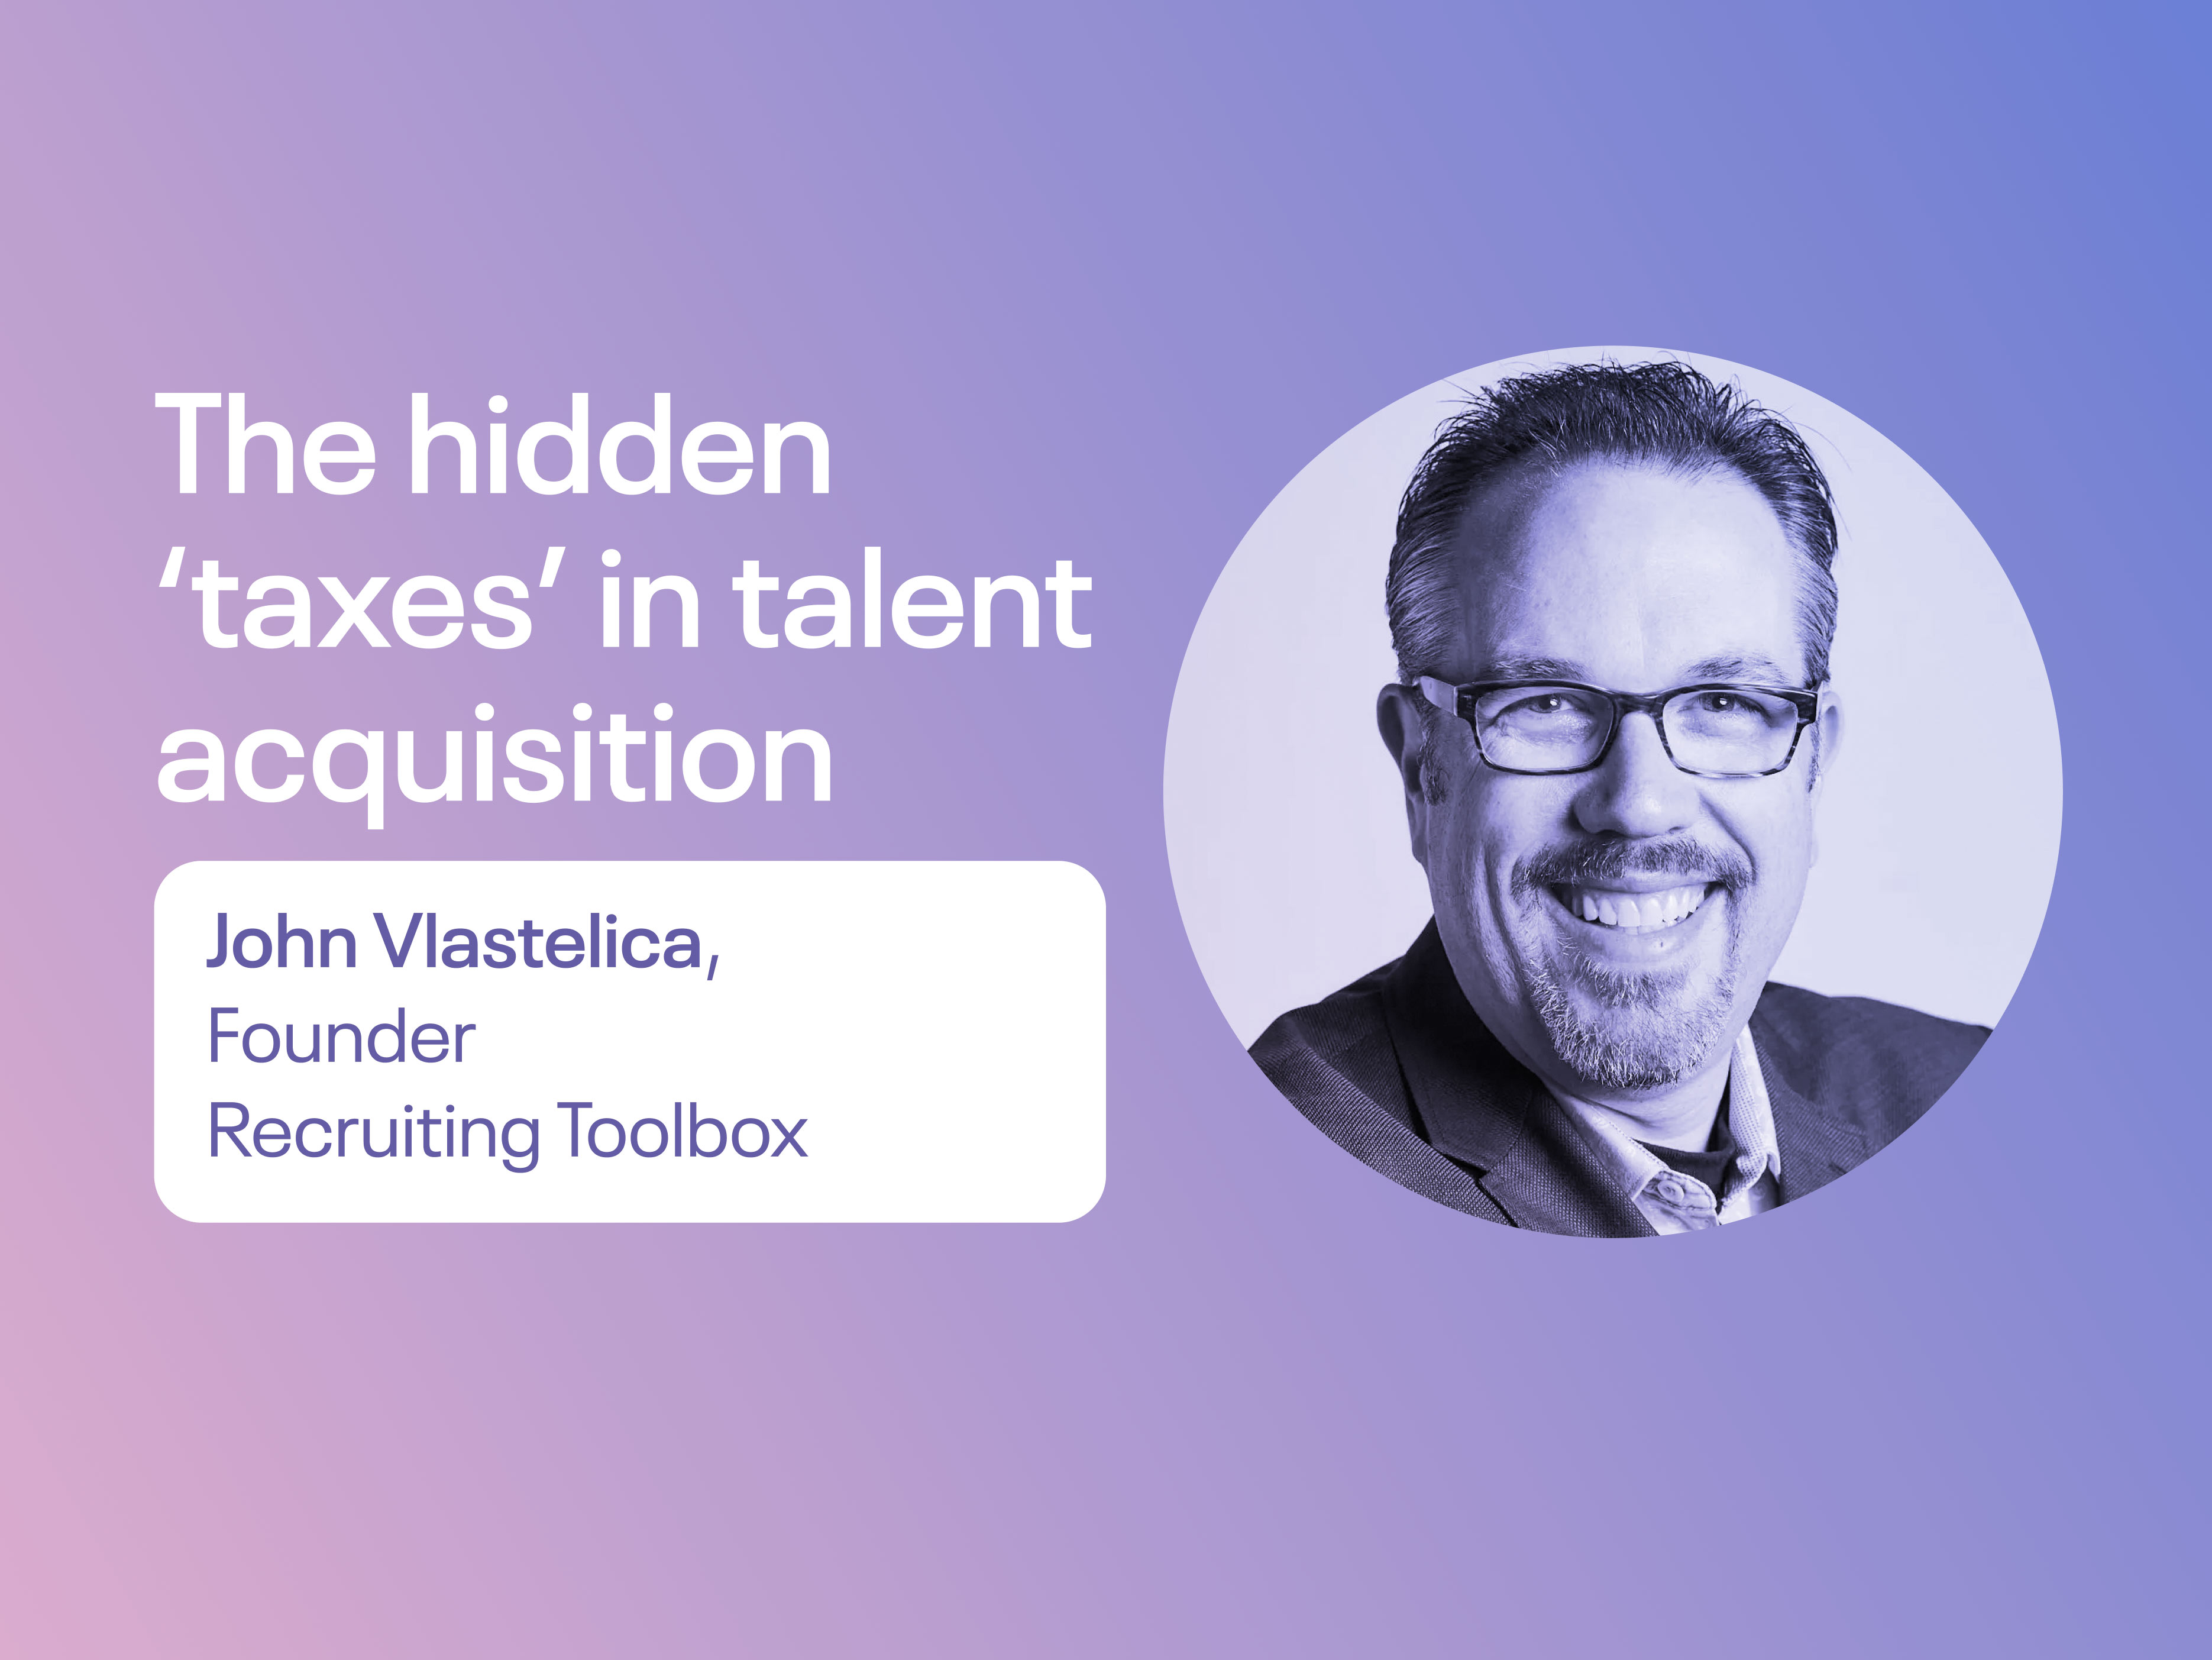 The hidden
‘taxes’ in talent
acquisition
John Vlastelica,
Founder
Recruiting Toolbox